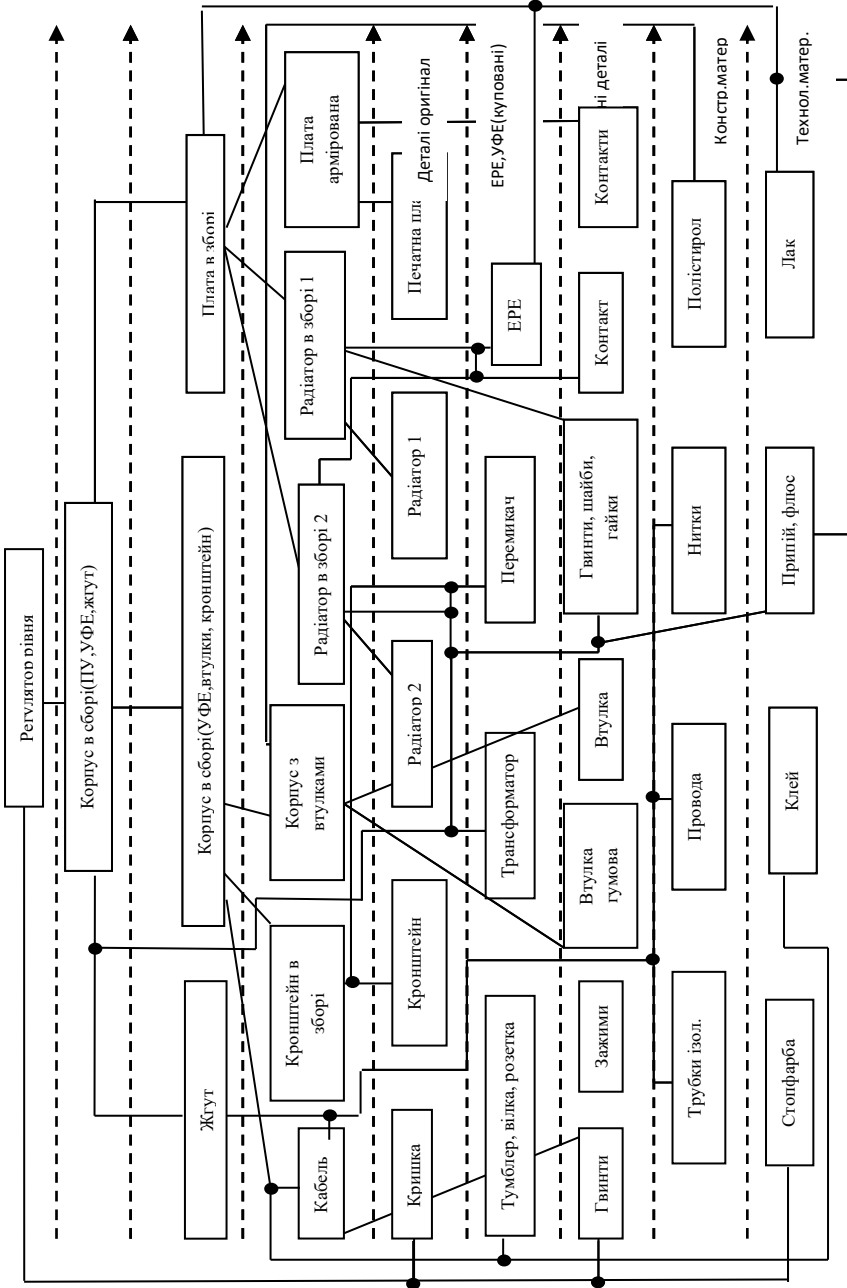 Регулятор рівня
Корпус в сборі(ПУ,УФЕ,жгут)
Жгут
Корпус в сборі(УФЕ,втулки, кронштейн)
Плата в зборі
Кабель
Кронштейн в
зборі
Корпус з
втулками
Радіатор в зборі 2
Радіатор в зборі 1
Плата
армірована
Кришка
Кронштейн
Радіатор 2
Радіатор 1
Печатна пла
Деталі оригінал
Тумблер, вілка, розетка
Трансформатор
Перемикач
ЕРЕ
ЕРЕ,УФЕ(куповані)
Гвинти
Зажими
Втулка
гумова
Втулка
Гвинти, шайби,
гайки
Контакт
Контакти
ні деталі
Трубки ізол.
Провода
Нитки
Полістирол
Констр.матер
Стопфарба
Клей
Припій, флюс
Лак
Технол.матер.